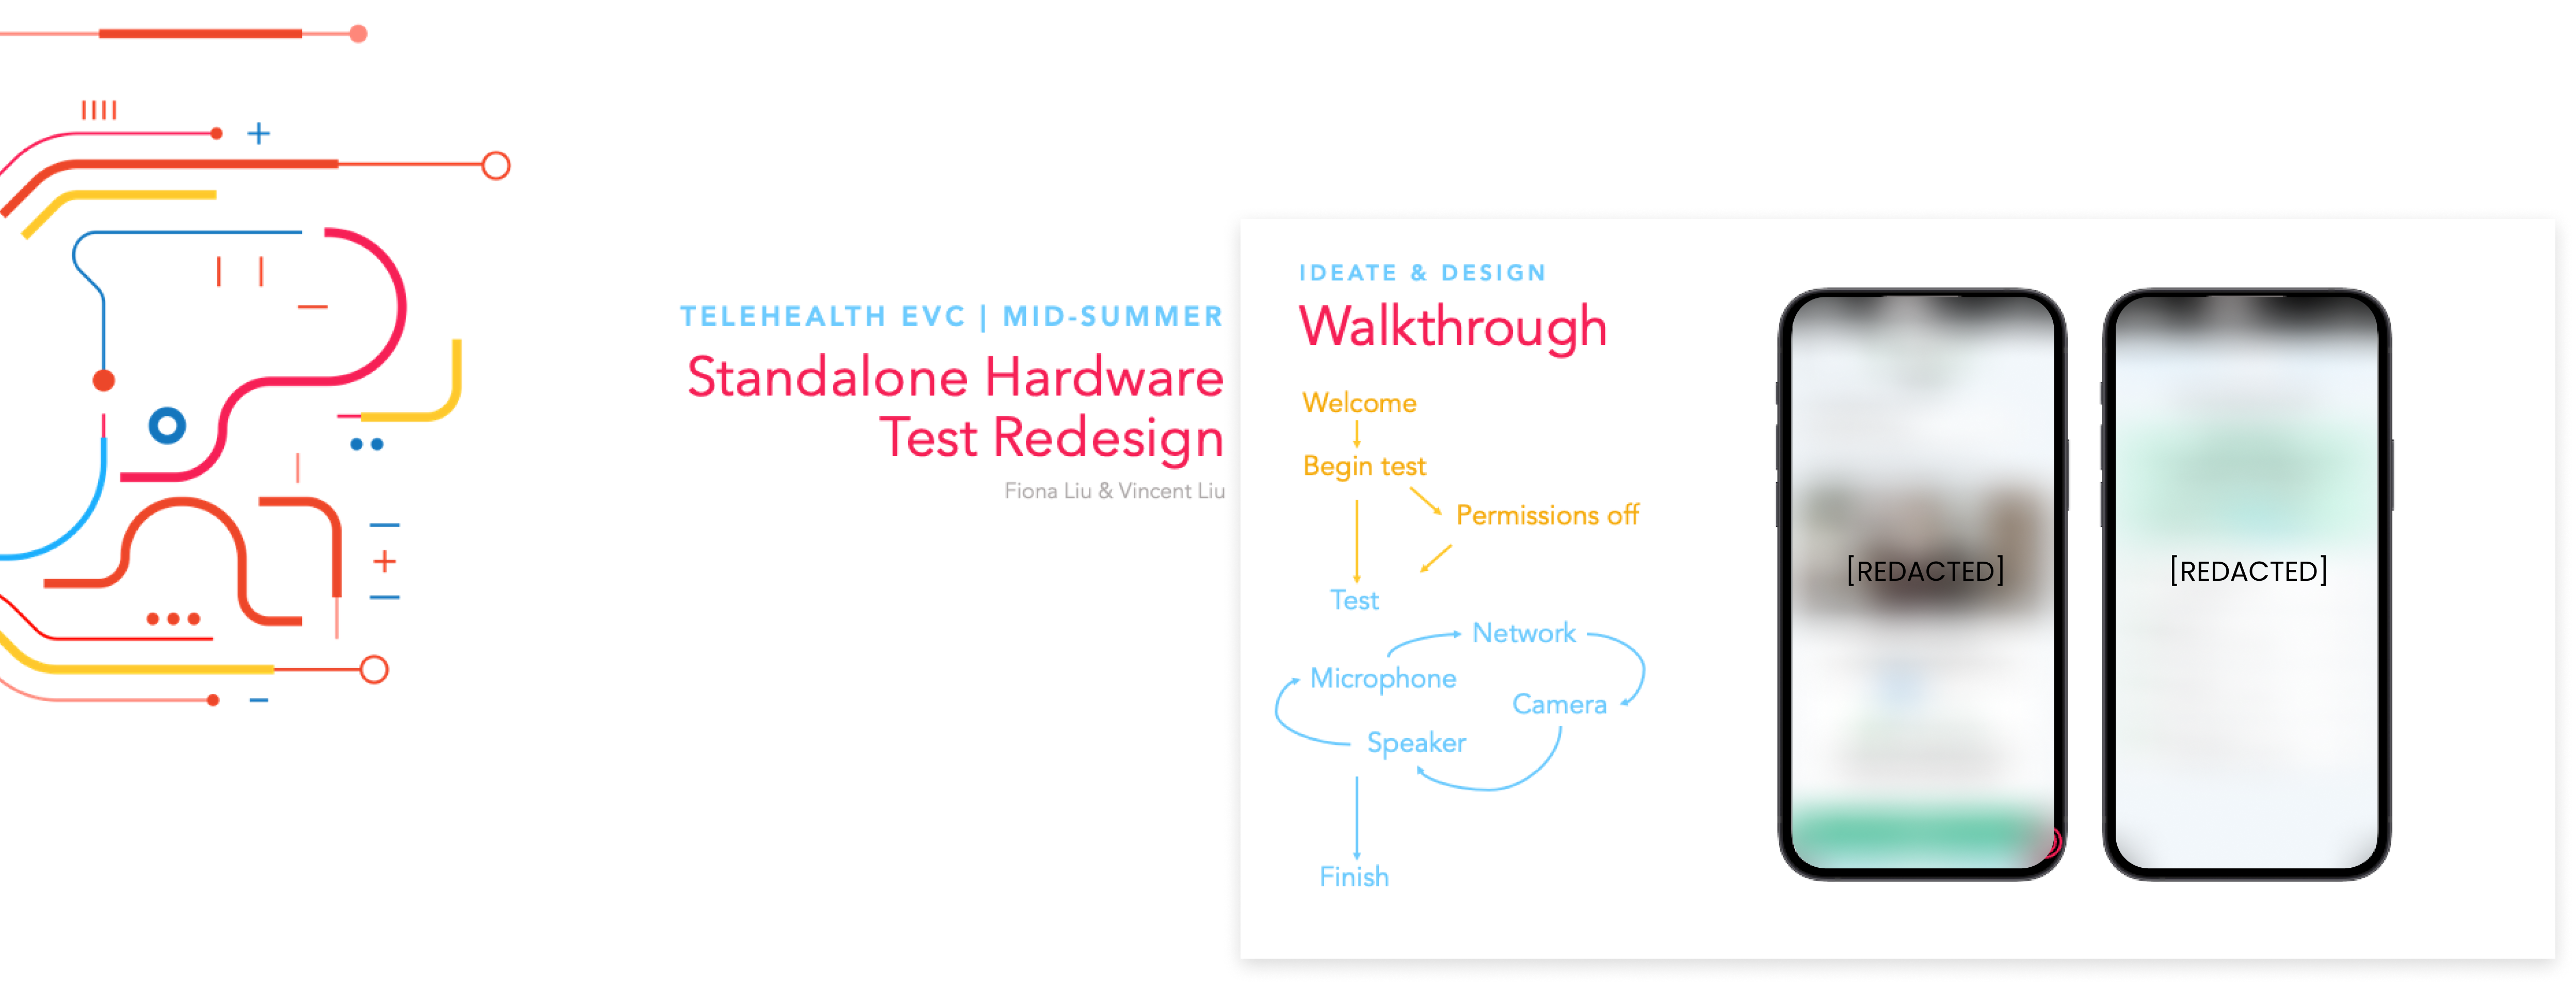 TELEHEALTH EVC | MID-SUMMER
Standalone Hardware
Test Redesign
Fiona Liu & Vincent Liu
IDEATE & DESIGN
Walkthrough
Welcome
Begin test
Permissions off
Test
Network
Microphone
Camera
Speaker
Finish
[REDACTED]
[REDACTED]